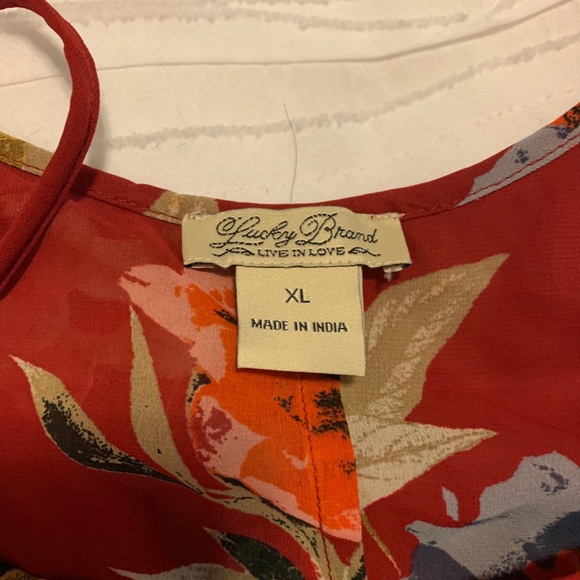 Lucky Brand
LIVE IN LOVE
XL
MADE IN INDIA